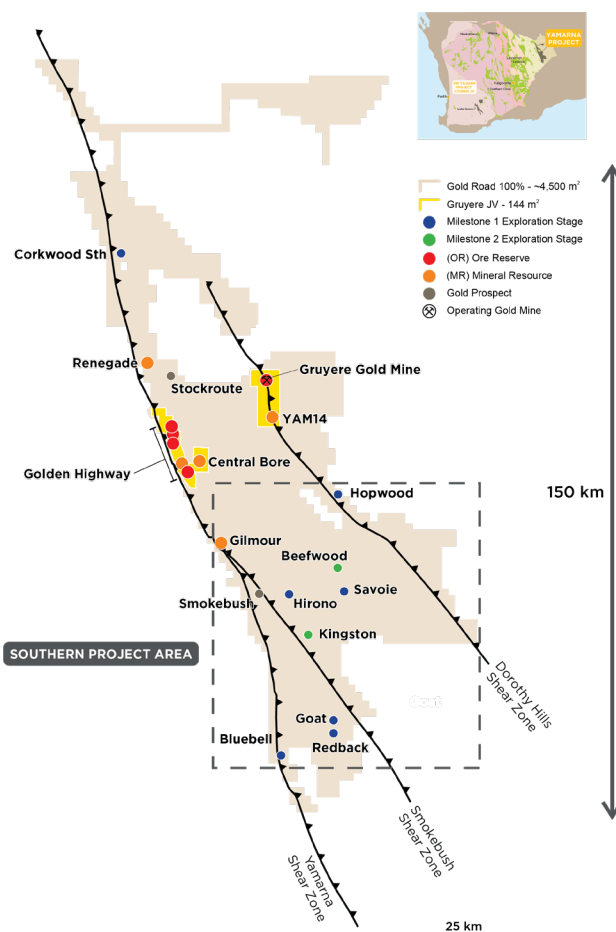 YAMARNA
PROJECT
Perth
Gold Road 100% - ~4,500 m²
Gruyere JV - 144 m²
Milestone 1 Exploration Stage
Milestone 2 Exploration Stage
(OR) Ore Reserve
(MR) Mineral Resource
Gold Prospect
Operating Gold Mine
Corkwood Sth
Renegade
Stockroute
Gruyere Gold Mine
YAM14
Golden Highway
Central Bore
Hopwood
150 km
Gilmour
Beefwood
Savoie
Smokebush
Hirono
Kingston
SOUTHERN PROJECT AREA
Dorothy Hills
Shear Zone
Goat
Goat
Redback
Bluebell
Smokebush
Shear Zone
Yamarna
Shear Zone
25 km